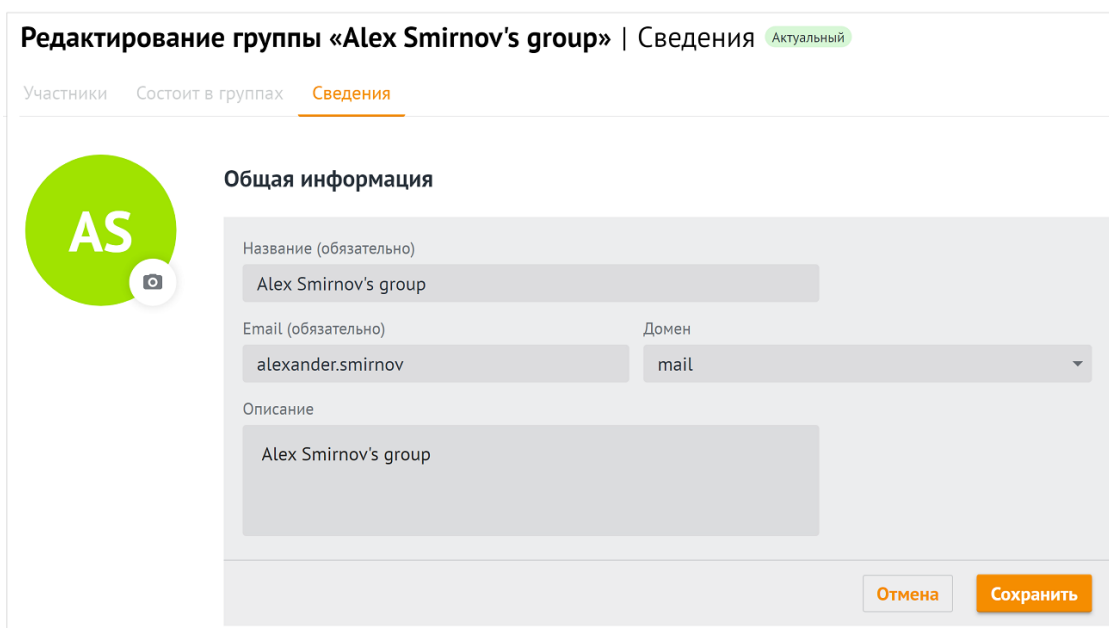 Редактирование группы «Alex Smirnov's group» | Сведения Актуальный
Участники Состоит в группах Сведения
AS
Общая информация
Название (обязательно)
Alex Smirnov's group
Email (обязательно) Домен
alexander.smirnov mail
Описание
Alex Smirnov's group
Отмена Сохранить